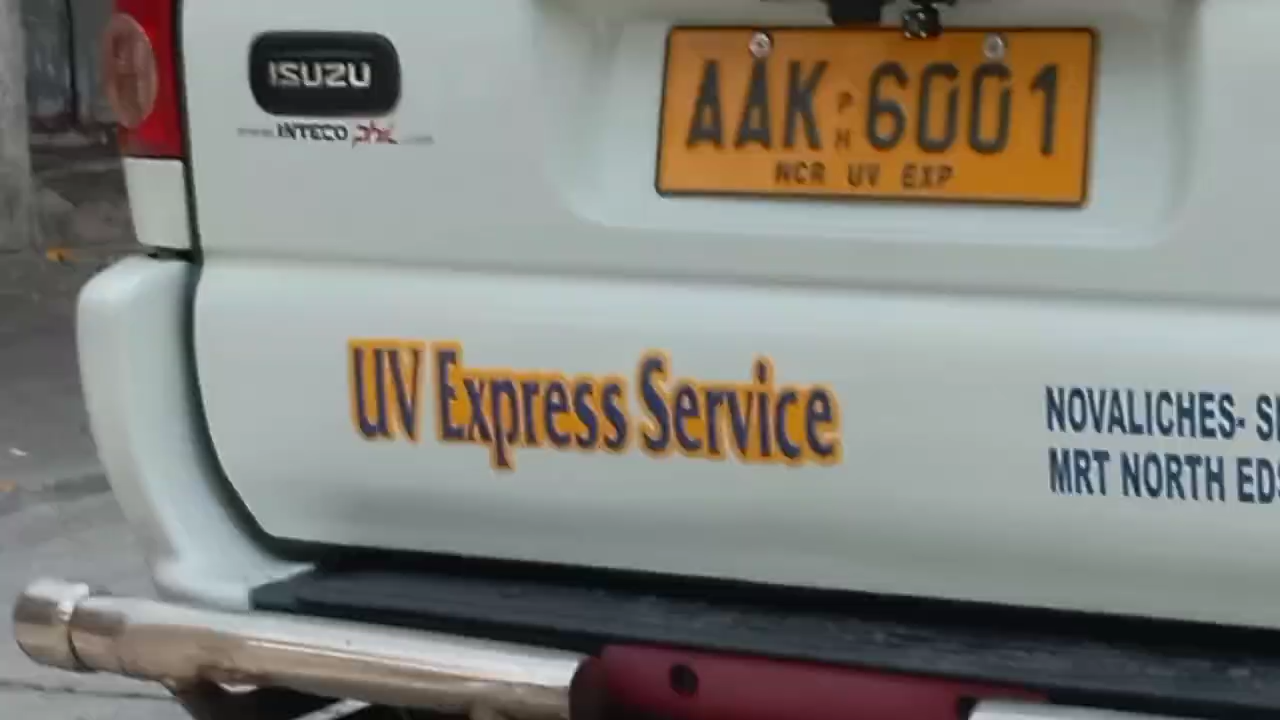 ISUZU
INTECO
AAK PH 6001
NCR UV EXP
UV Express Service
NOVALICHES-
MRT NORTH